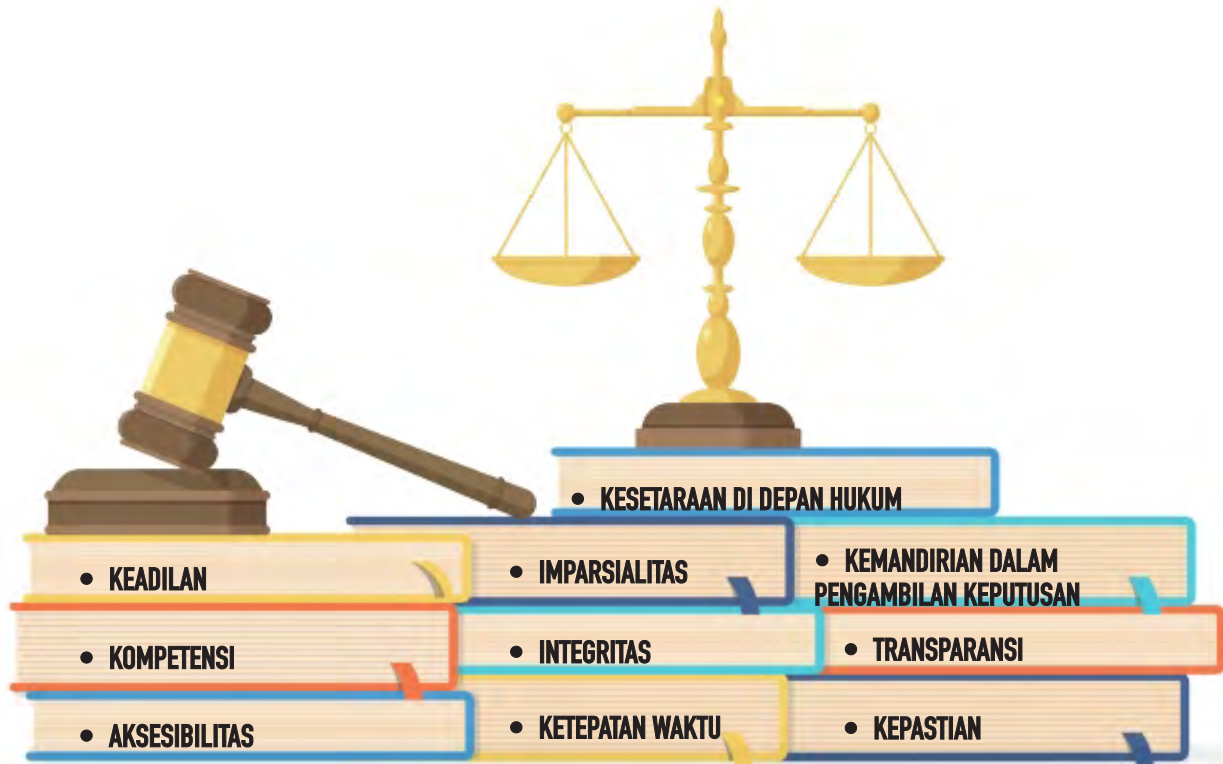 • KESETARAAN DI DEPAN HUKUM
• KEADILAN
• IMPARSIALITAS
• KEMANDIRIAN DALAM
PENGAMBILAN KEPUTUSAN
• KOMPETENSI
• INTEGRITAS
• TRANSPARANSI
• AKSESIBILITAS
• KETEPATAN WAKTU
• KEPASTIAN